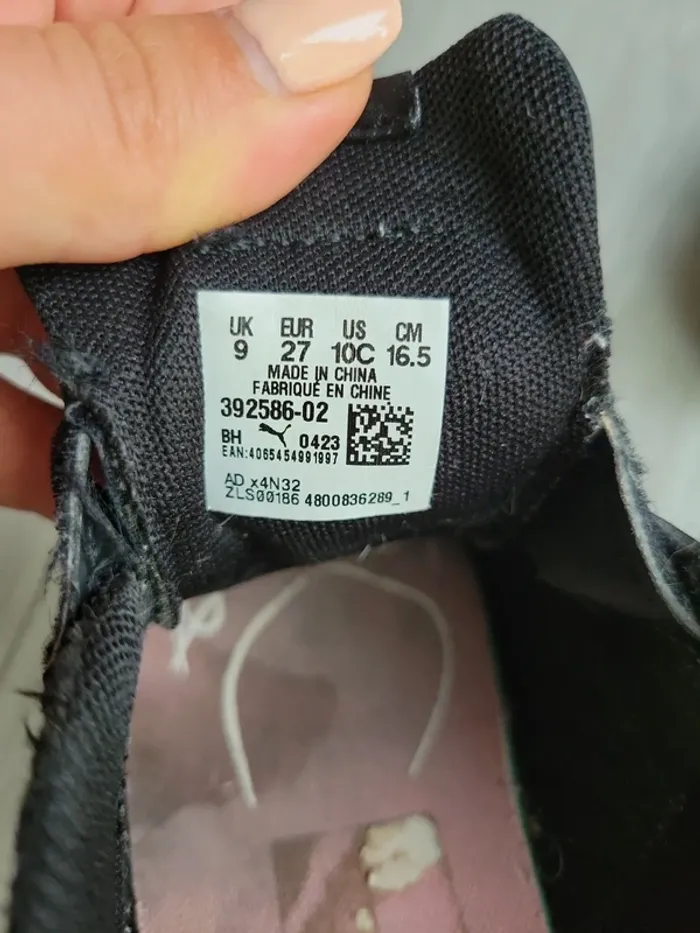 UK EUR US CM
9 27 10C 16.5
MADE IN CHINA
FABRIQUÉ EN CHINE
392586-02
BH 0423
EAN:4065454991997
AD x4N32
ZLS00186 4800836289_1